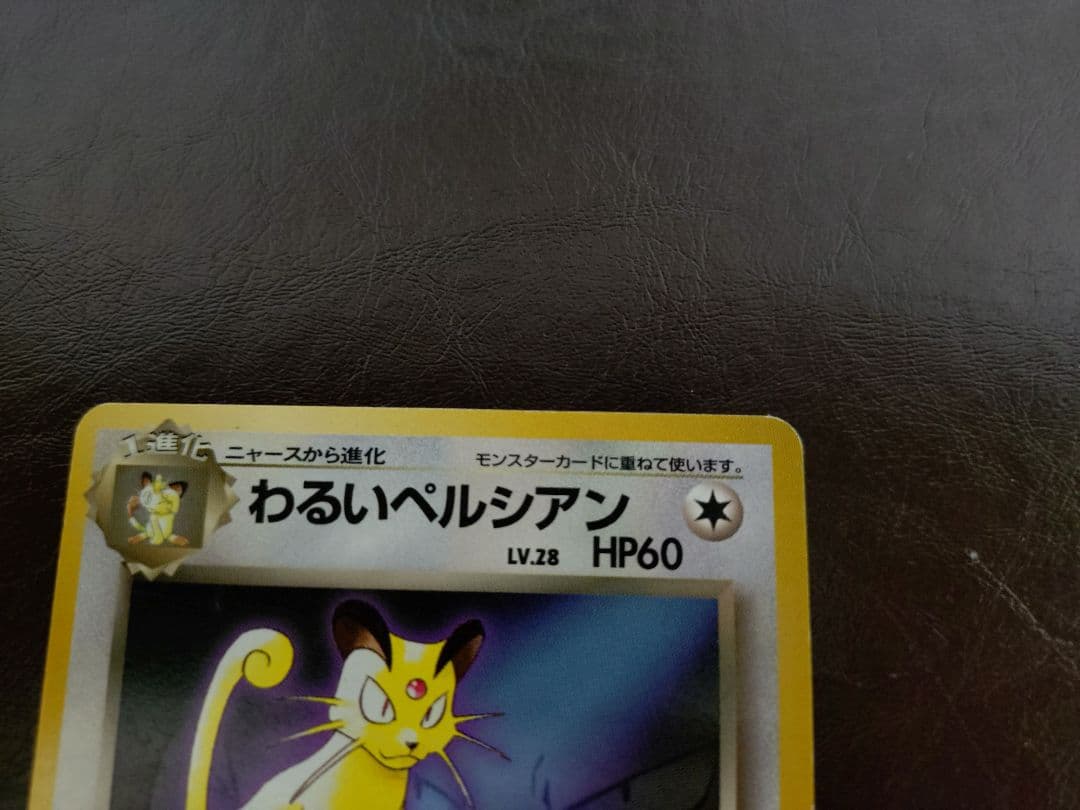 1進化
ニャースから進化
モンスターカードに重ねて使います。
わるいペルシアン
LV.28 HP60